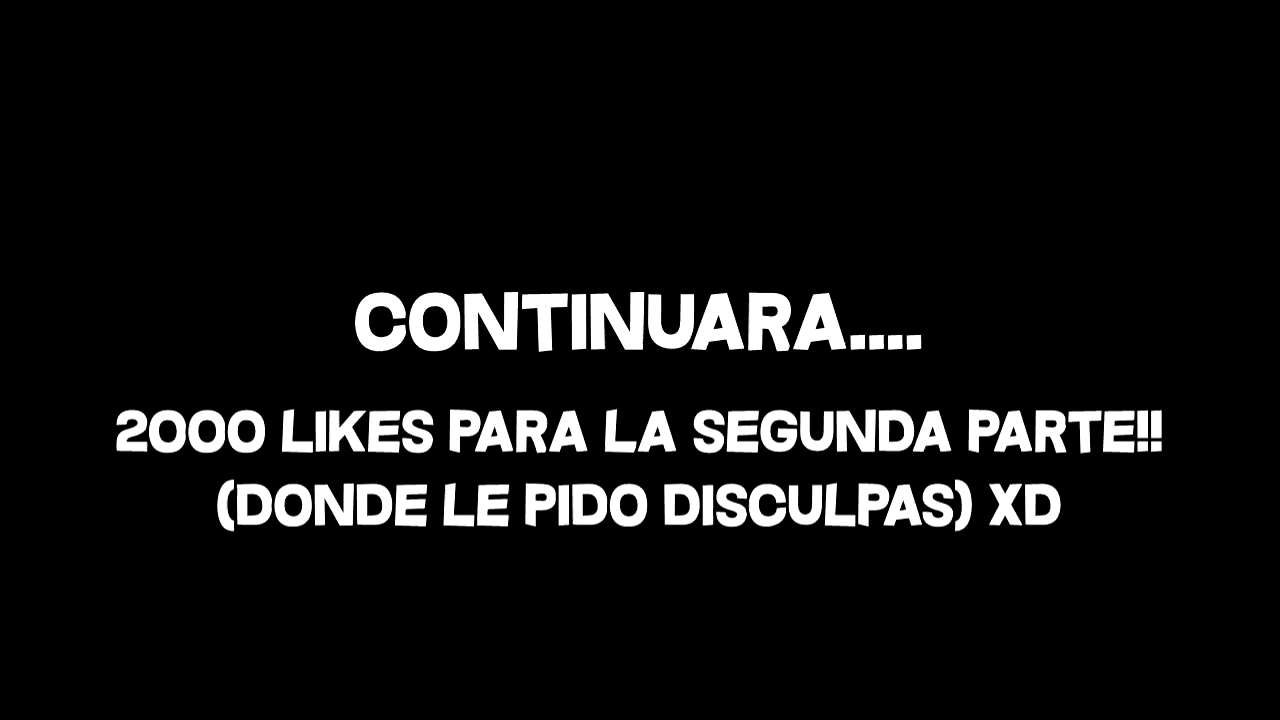 CONTINUARA....
2000 LIKES PARA LA SEGUNDA PARTE!!
(DONDE LE PIDO DISCULPAS) XD